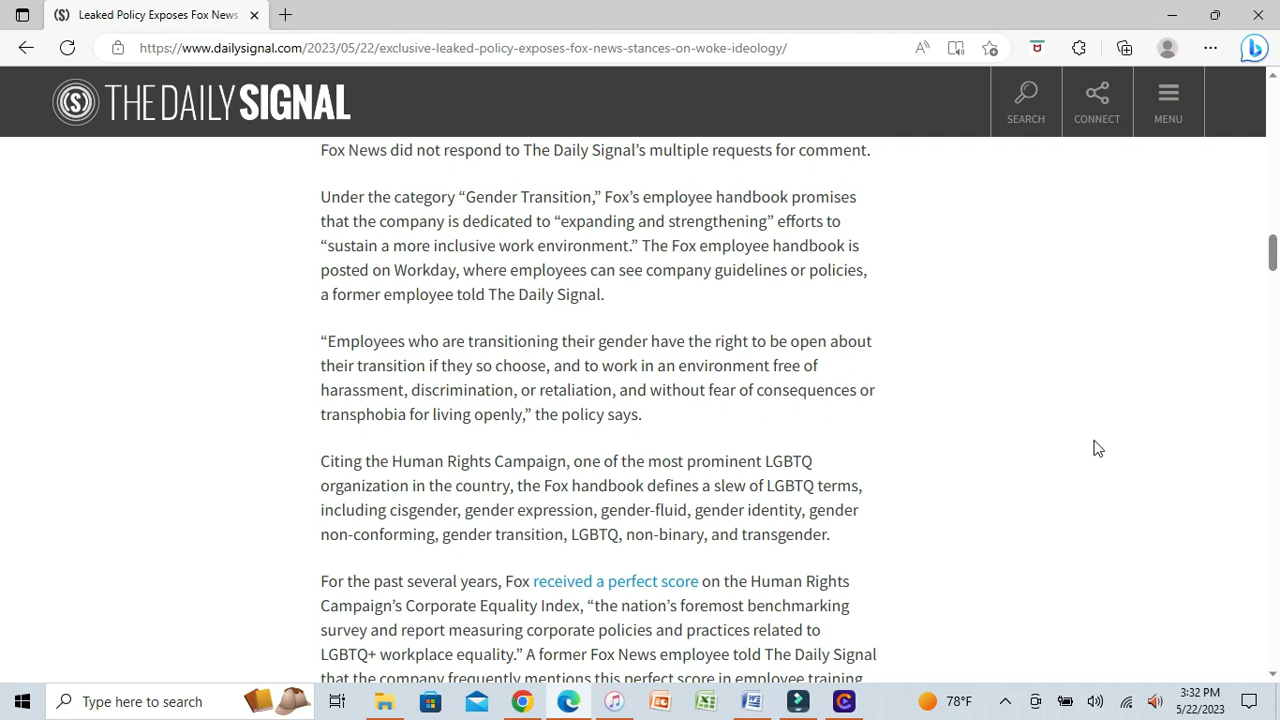 Leaked Policy Exposes Fox News
https://www.dailysignal.com/2023/05/22/exclusive-leaked-policy-exposes-fox-news-stances-on-woke-ideology/
THE DAILY SIGNAL
SEARCH
CONNECT
MENU
Fox News did not respond to The Daily Signal’s multiple requests for comment.
Under the category “Gender Transition,” Fox’s employee handbook promises
that the company is dedicated to “expanding and strengthening” efforts to
“sustain a more inclusive work environment.” The Fox employee handbook is
posted on Workday, where employees can see company guidelines or policies,
a former employee told The Daily Signal.
“Employees who are transitioning their gender have the right to be open about
their transition if they so choose, and to work in an environment free of
harassment, discrimination, or retaliation, and without fear of consequences or
transphobia for living openly,” the policy says.
Citing the Human Rights Campaign, one of the most prominent LGBTQ
organization in the country, the Fox handbook defines a slew of LGBTQ terms,
including cisgender, gender expression, gender-fluid, gender identity, gender
non-conforming, gender transition, LGBTQ, non-binary, and transgender.
For the past several years, Fox received a perfect score on the Human Rights
Campaign’s Corporate Equality Index, “the nation’s foremost benchmarking
survey and report measuring corporate policies and practices related to
LGBTQ+ workplace equality.” A former Fox News employee told The Daily Signal
that the company frequently mentions this perfect score in employee training
Type here to search
78°F
3:32 PM
5/22/2023